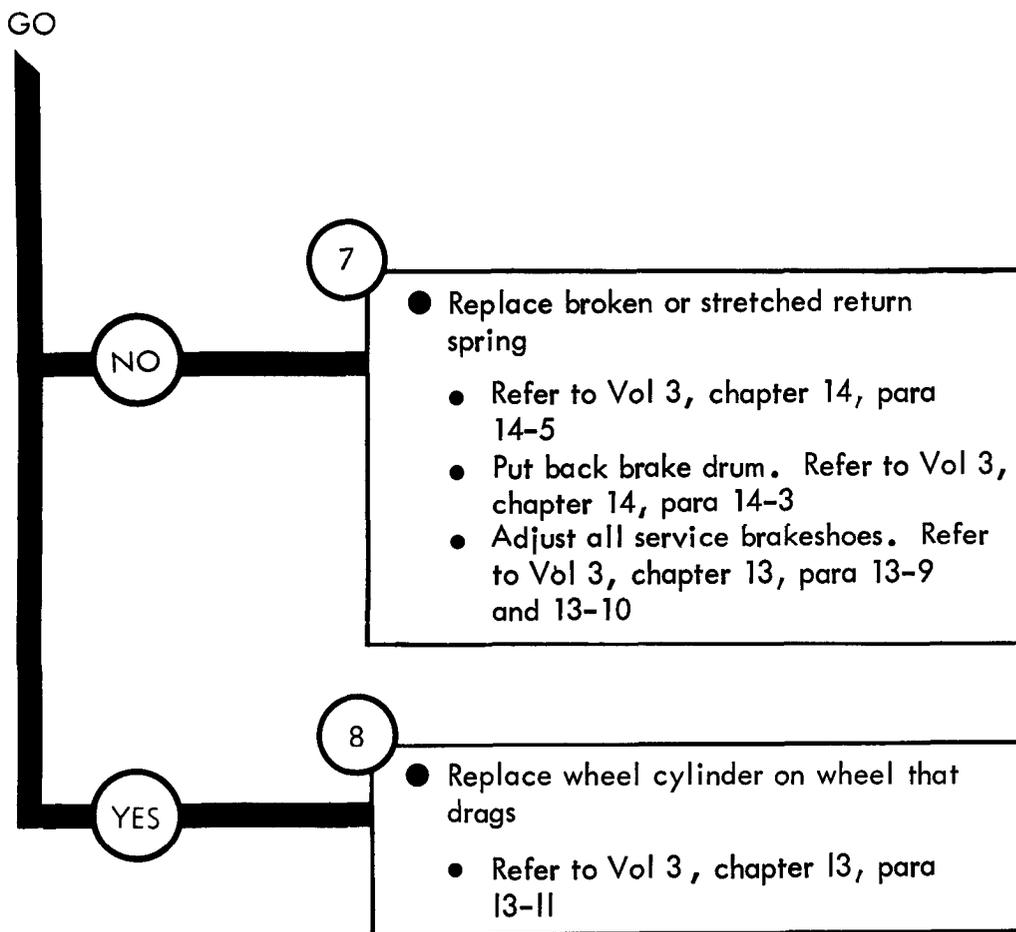 GO
7
● Replace broken or stretched return
spring
● Refer to Vol 3, chapter 14, para
14-5
● Put back brake drum. Refer to Vol 3,
chapter 14, para 14-3
● Adjust all service brakeshoes. Refer
to Vol 3, chapter 13, para 13-9
and 13-10
NO
8
● Replace wheel cylinder on wheel that
drags
● Refer to Vol 3, chapter 13, para
13-11
YES